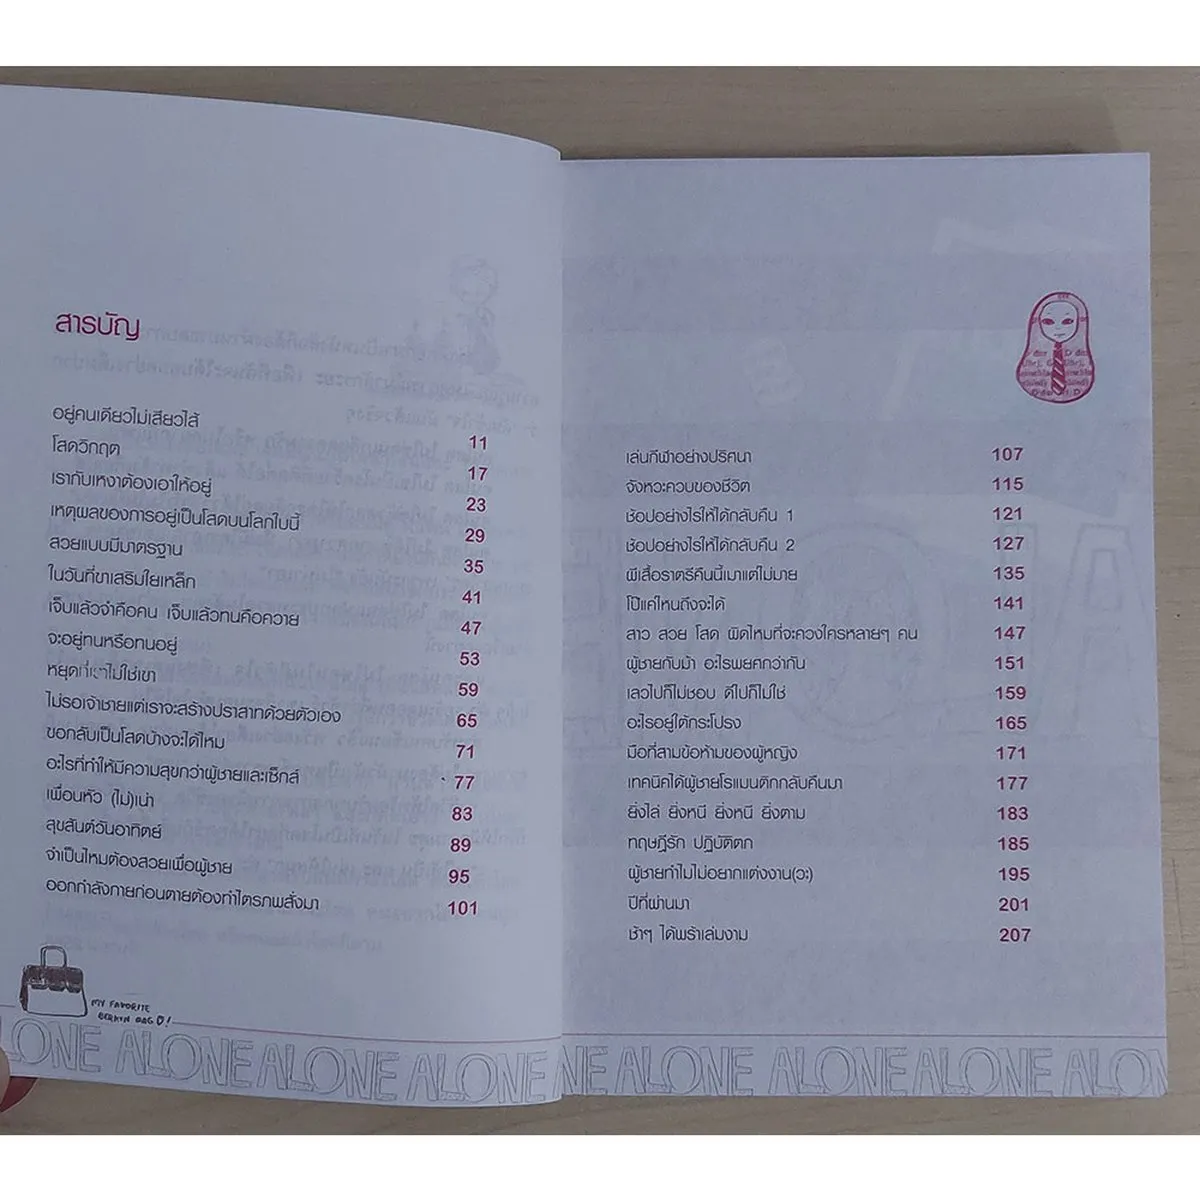 สารบัญ
อยู่คนเดียวไม่เสียวไส้ 11
โสดวิกฤต 17
เรากับเหงาต้องเอาให้อยู่ 23
เหตุผลของการอยู่เป็นโสดบนโลกใบนี้ 29
สวยแบบมีมาตรฐาน 35
ในวันที่ขาเสริมใยเหล็ก 41
เจ็บแล้วจำคือคน เจ็บแล้วทนคือควาย 47
จะอยู่ทนหรือทนอยู่ 53
หยุดที่เขาไม่ใช่เขา 59
ไม่รอเจ้าชายแต่เราจะสร้างปราสาทด้วยตัวเอง 65
ขอกลับเป็นโสดบ้างจะได้ไหม 71
อะไรที่ทำให้มีความสุขกว่าผู้ชายและเซ็กส์ 77
เพื่อนหัว (ไม่)เน่า 83
สุขสันต์วันอาทิตย์ 89
จำเป็นไหมต้องสวยเพื่อผู้ชาย 95
ออกกำลังกายก่อนตายต้องทำไตรกพลังมา 101
MY FAVORITE
BERKYN BAG
LONE ALONE ALONE ALONE
เล่นกีฬาอย่างปริศนา 107
จังหวะควบของชีวิต 115
ช้อปอย่างไรให้ได้กลับคืน 1 121
ช้อปอย่างไรให้ได้กลับคืน 2 127
ผีเสื้อราตรีคืนนี้เมาแต่ไม่มาย 135
โป๊แค่ไหนถึงจะได้ 141
สาว สวย โสด ผิดไหมที่จะควงใครหลายๆ คน 147
ผู้ชายกับม้า อะไรพยศกว่ากัน 151
เลวไปก็ไม่ชอบ ดีไปก็ไม่ใช่ 159
อะไรอยู่ใต้กระโปรง 165
มือที่สามข้อห้ามของผู้หญิง 171
เทคนิคได้ผู้ชายโรแมนติกกลับคืนมา 177
ยิ่งไล่ ยิ่งหนี ยิ่งหนี ยิ่งตาม 183
ทฤษฎีรัก ปฏิบัติตก 185
ผู้ชายทำไมไม่อยากแต่งงาน(วะ) 195
ปีที่ผ่านมา 201
ช้าๆ ได้พร้าเล่มงาม 207
NE ALONE ALONE ALONE